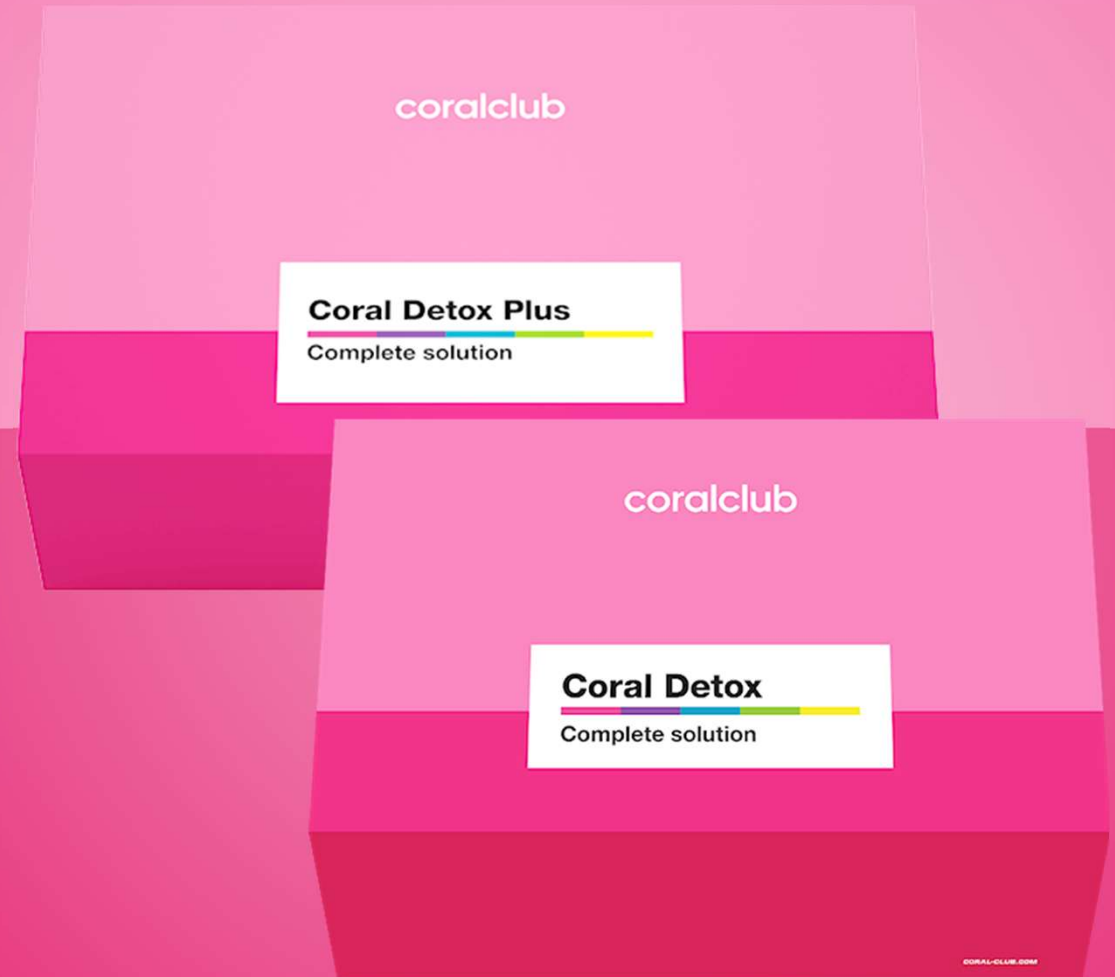 coralclub
Coral Detox Plus
Complete solution
coralclub
Coral Detox
Complete solution
CORAL-CLUB.COM